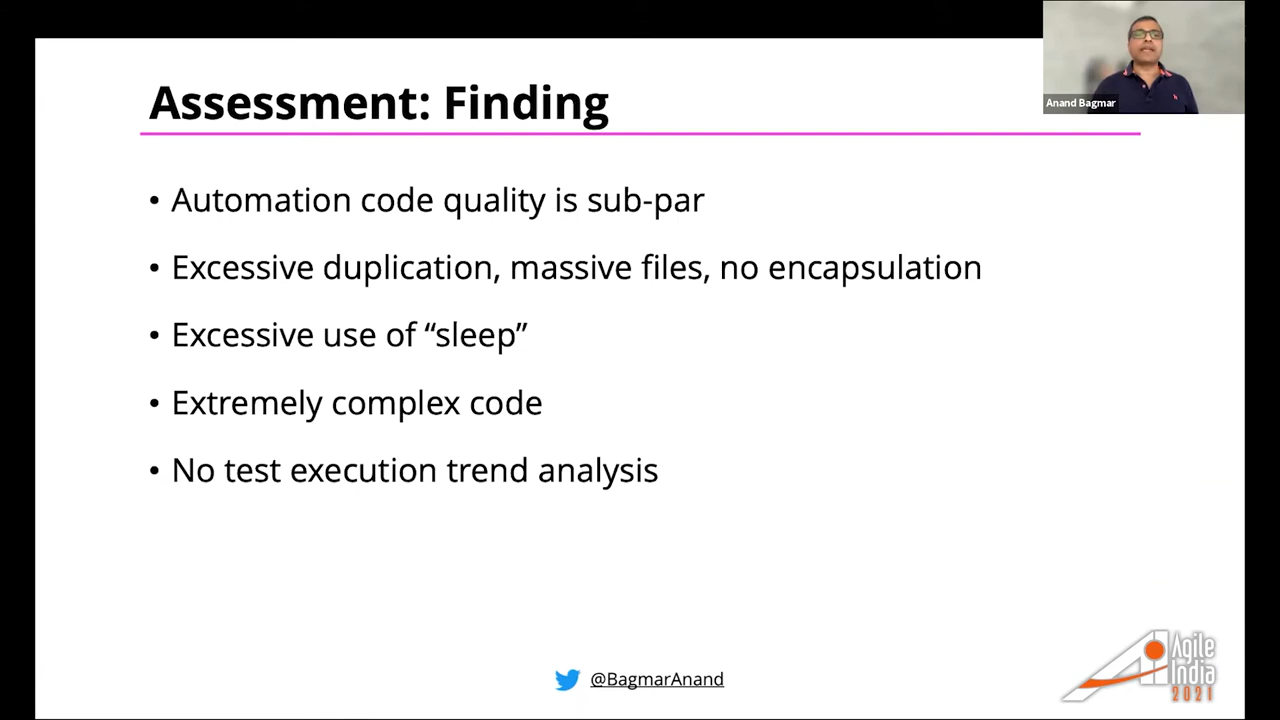 Anand Bagmar
Assessment: Finding
• Automation code quality is sub-par
• Excessive duplication, massive files, no encapsulation
• Excessive use of “sleep”
• Extremely complex code
• No test execution trend analysis
@BagmarAnand
Agile
India
2021